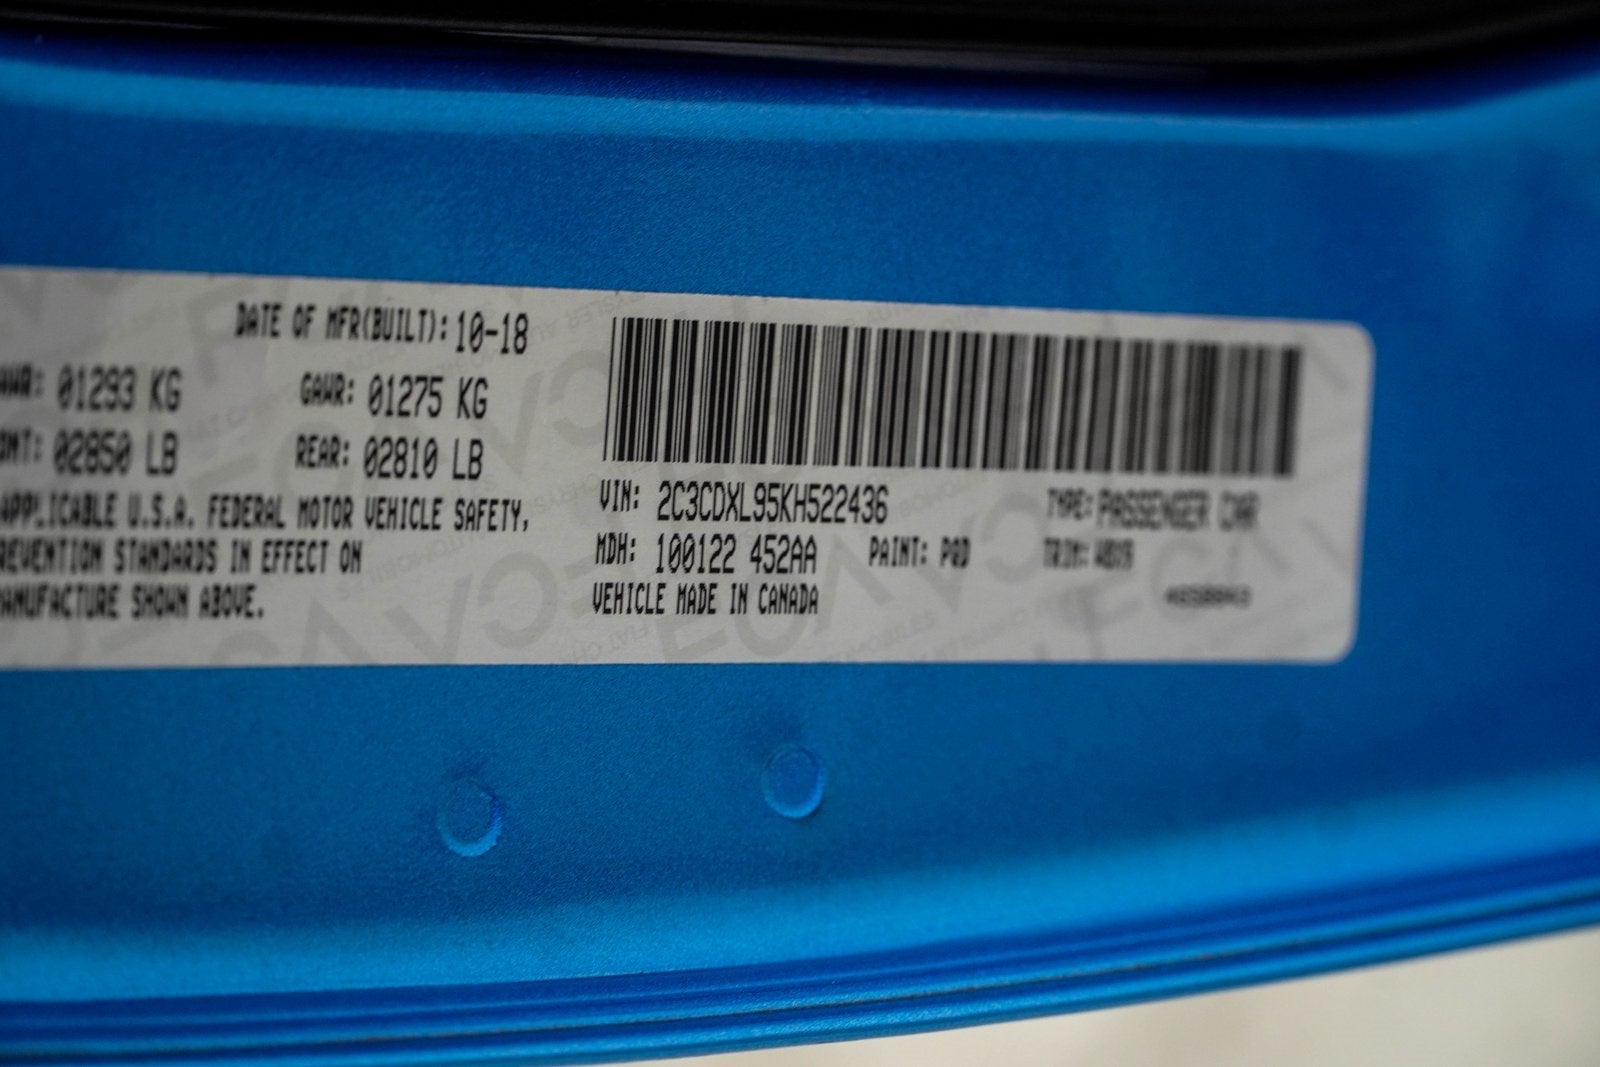 DATE OF MFR(BUILT): 10-18
01293 KG GAWR: 01275 KG
02850 LB REAR: 02810 LB
APPLICABLE U.S.A. FEDERAL MOTOR VEHICLE SAFETY,
REVENTION STANDARDS IN EFFECT ON
MANUFACTURE SHOWN ABOVE.
VIN: 2C3CDXL95KH522436 TYPE: PASSENGER CAR
MDH: 100122 452AA PAINT: PQD TRIM:
VEHICLE MADE IN CANADA